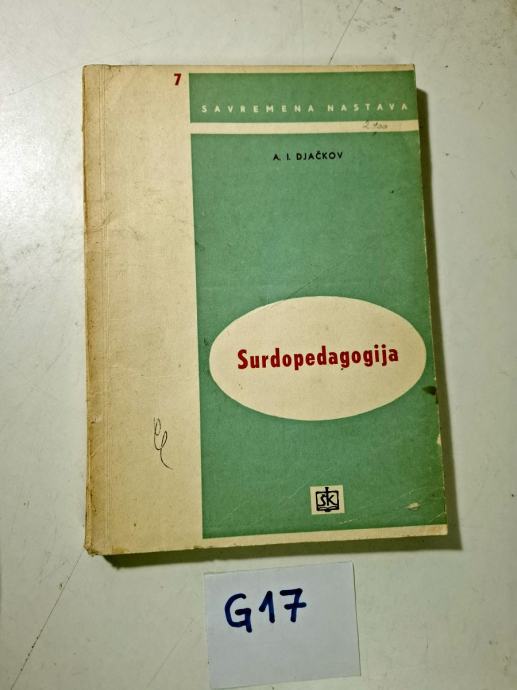 7
SAVREMENA NASTAVA
A. I. DJAČKOV
Surdopedagogija
SK
G17